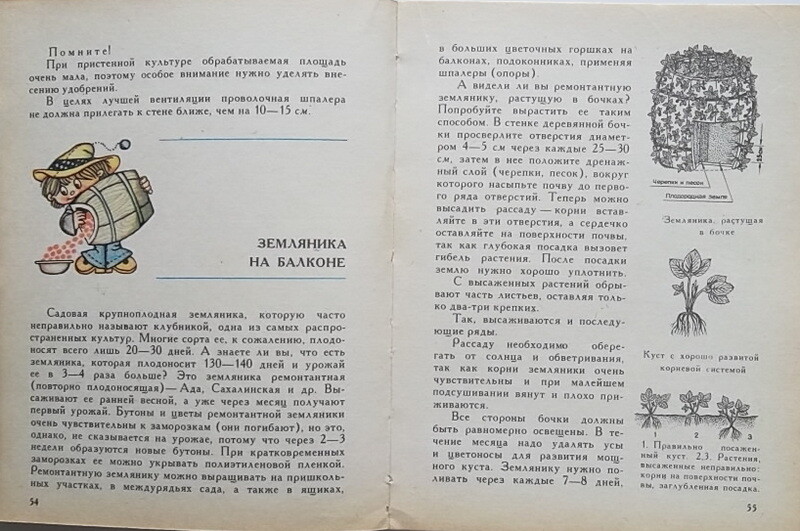 Помните!
При пристенной культуре обрабатываемая площадь
очень мала, поэтому особое внимание нужно уделять вне-
сению удобрений.
В целях лучшей вентиляции проволочная шпалера
не должна прилегать к стене ближе, чем на 10—15 см.
ЗЕМЛЯНИКА
НА БАЛКОНЕ
Садовая крупноплодная земляника, которую часто
неправильно называют клубникой, одна из самых распро-
страненных культур. Многие сорта ее, к сожалению, плодо-
носят всего лишь 20—30 дней. А знаете ли вы, что есть
земляника, которая плодоносит 130—140 дней и урожай
ее в 3—4 раза больше? Это земляника ремонтантная
(повторно плодоносящая)— Ада, Сахалинская и др. Вы-
саживают ее ранней весной, а уже через месяц получают
первый урожай. Бутоны и цветы ремонтантной земляники
очень чувствительны к заморозкам (они погибают), но это,
однако, не сказывается на урожае, потому что через 2—3
недели образуются новые бутоны. При кратковременных
заморозках ее можно укрывать полиэтиленовой пленкой.
Ремонтантную землянику можно выращивать на пришколь-
ных участках, в междурядьях сада, а также в ящиках,
54
в больших цветочных горшках на
балконах, подоконниках, применяя
шпалеры (опоры).
А видели ли вы ремонтантную
землянику, растущую в бочках?
Попробуйте вырастить ее таким
способом. В стенке деревянной боч-
ки просверлите отверстия диамет-
ром 4—5 см через каждые 25—30
см, затем в нее положите дренаж-
ный слой (черепки, песок), вокруг
которого насыпьте почву до перво-
го ряда отверстий. Теперь можно
высадить рассаду — корни встав-
ляйте в эти отверстия, а сердечко
оставляйте на поверхности почвы,
так как глубокая посадка вызовет
гибель растения. После посадки
землю нужно хорошо уплотнить.
С высаженных растений обры-
вают часть листьев, оставляя толь-
ко два-три крепких.
Так, высаживаются и последую-
щие ряды.
Рассаду необходимо обере-
гать от солнца и обветривания,
так как корни земляники очень
чувствительны и при малейшем
подсушивании вянут и плохо при-
живаются.
Все стороны бочки должны
быть равномерно освещены. В те-
чение месяца надо удалять усы
и цветоносы для развития мощ-
ного куста. Землянику нужно по-
ливать через каждые 7—8 дней,
Черепки и песок
Плодородная земля
Земляника, растущая
в бочке
Куст с хорошо развитой
корневой системой
2 3
1. Правильно посажен-
ный куст. 2,3. Растения,
высаженные неправильно:
корни на поверхности поч-
вы, заглубленная посадка.
55